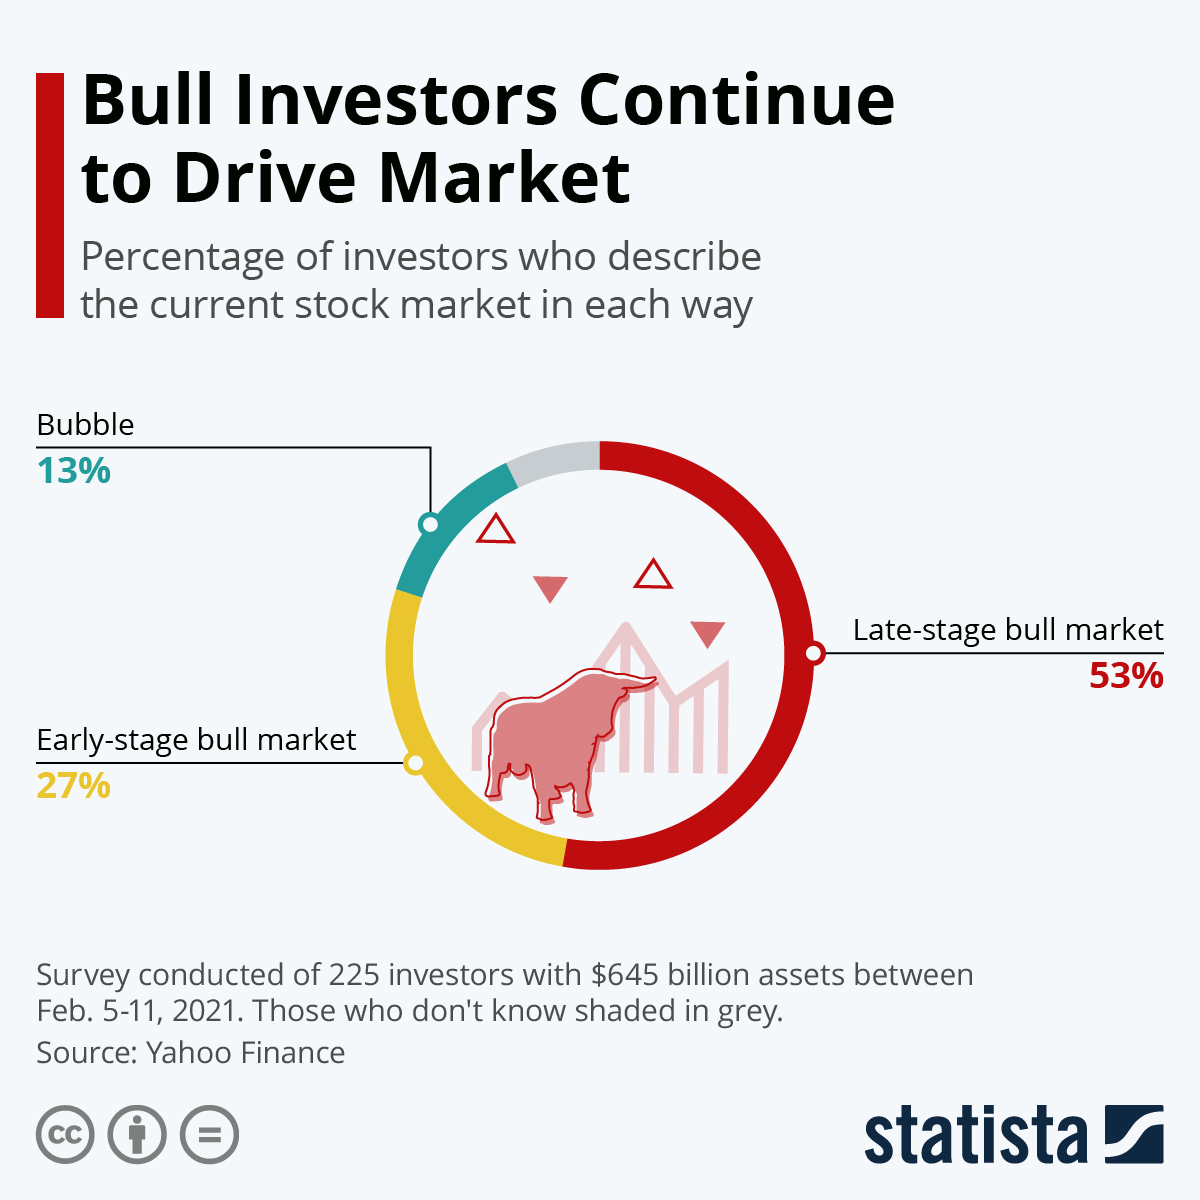 Bull Investors Continue
to Drive Market
Percentage of investors who describe
the current stock market in each way
Bubble
13%
Late-stage bull market
53%
Early-stage bull market
27%
Survey conducted of 225 investors with $645 billion assets between
Feb. 5-11, 2021. Those who don't know shaded in grey.
Source: Yahoo Finance
cc
=
statista